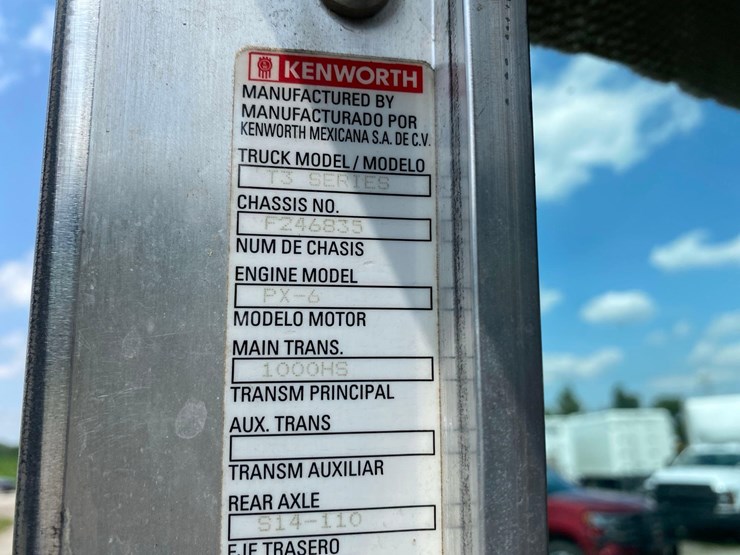 KENWORTH
MANUFACTURED BY
MANUFACTURADO POR
KENWORTH MEXICANA S.A. DE C.V.
TRUCK MODEL / MODELO
T3 SERIES
CHASSIS NO.
F246835
NUM DE CHASIS
ENGINE MODEL
PX-6
MODELO MOTOR
MAIN TRANS.
1000HS
TRANSM PRINCIPAL
AUX. TRANS
TRANSM AUXILIAR
REAR AXLE
S14-110
EJE TRASERO